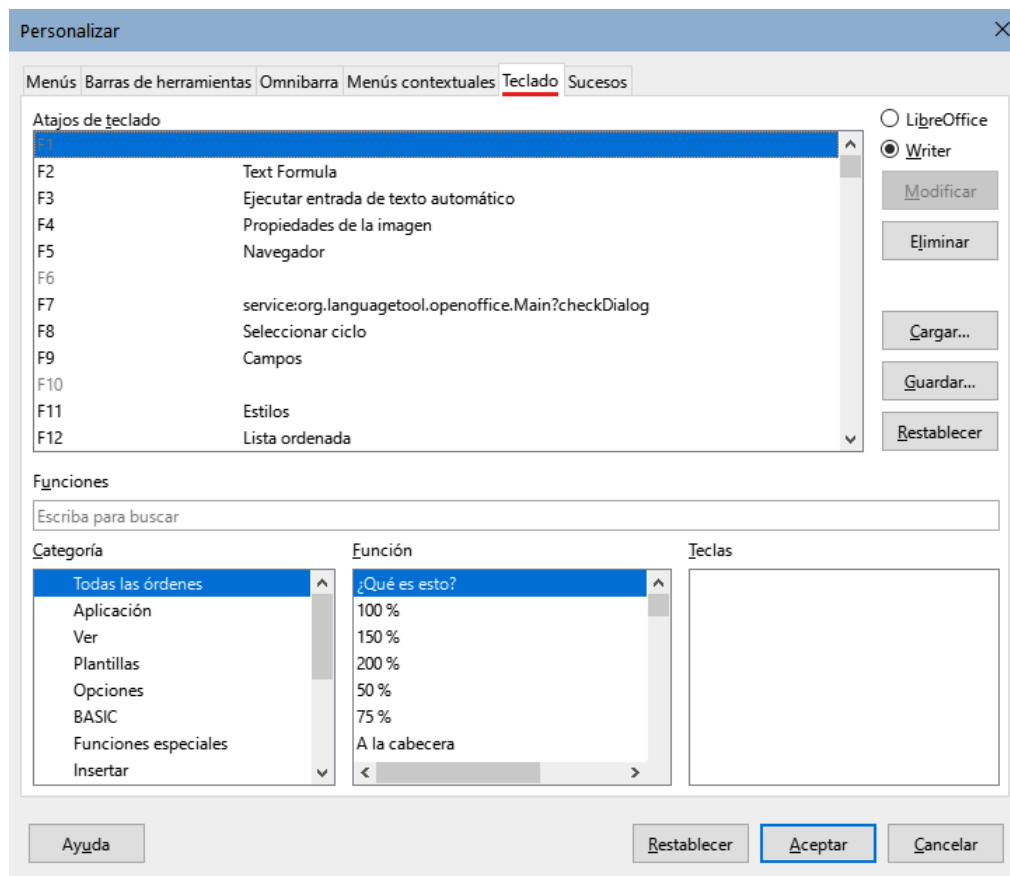 Personalizar
Menús Barras de herramientas Omnibarra Menús contextuales Teclado Sucesos
Atajos de teclado
F1
F2 Text Formula
F3 Ejecutar entrada de texto automático
F4 Propiedades de la imagen
F5 Navegador
F6
F7 service:org.languagetool.openoffice.Main?checkDialog
F8 Seleccionar ciclo
F9 Campos
F10
F11 Estilos
F12 Lista ordenada
LibreOffice
Writer
Modificar
Eliminar
Cargar...
Guardar...
Restablecer
Funciones
Escriba para buscar
Categoría
Todas las órdenes
Aplicación
Ver
Plantillas
Opciones
BASIC
Funciones especiales
Insertar
Función
¿Qué es esto?
100 %
150 %
200 %
50 %
75 %
A la cabecera
Teclas
Ayuda
Restablecer
Aceptar
Cancelar